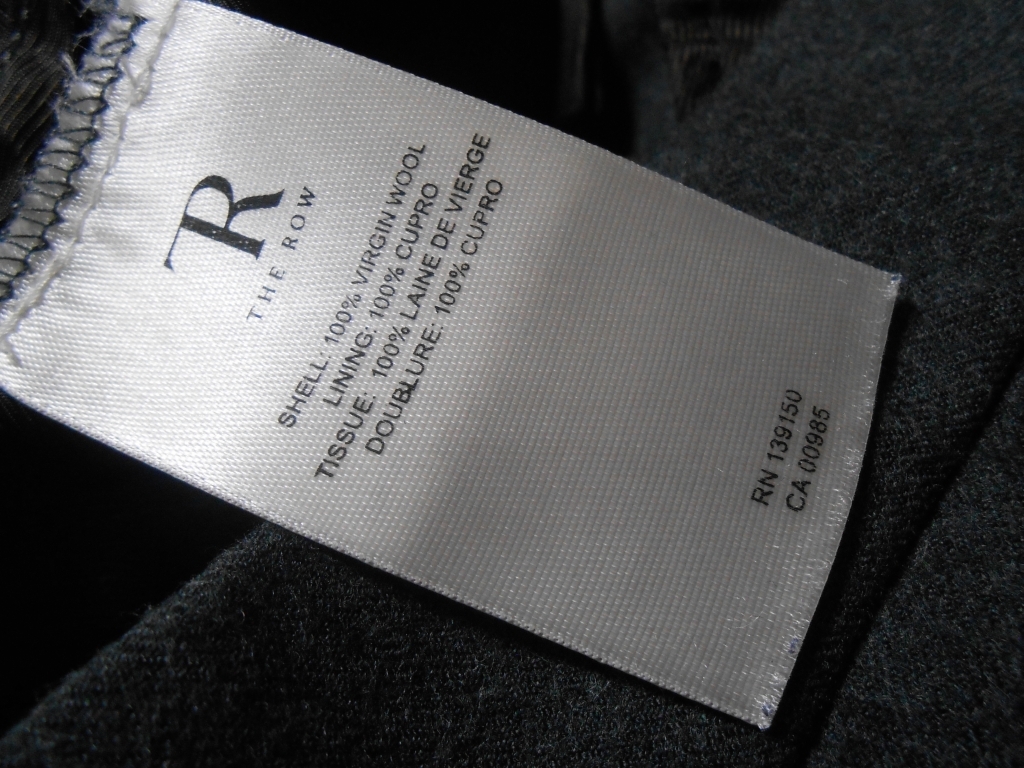 R
THE ROW
SHELL: 100% VIRGIN WOOL
LINING: 100% CUPRO
TISSUE: 100% LAINE DE VIERGE
DOUBLURE: 100% CUPRO
RN 139150
CA 00985